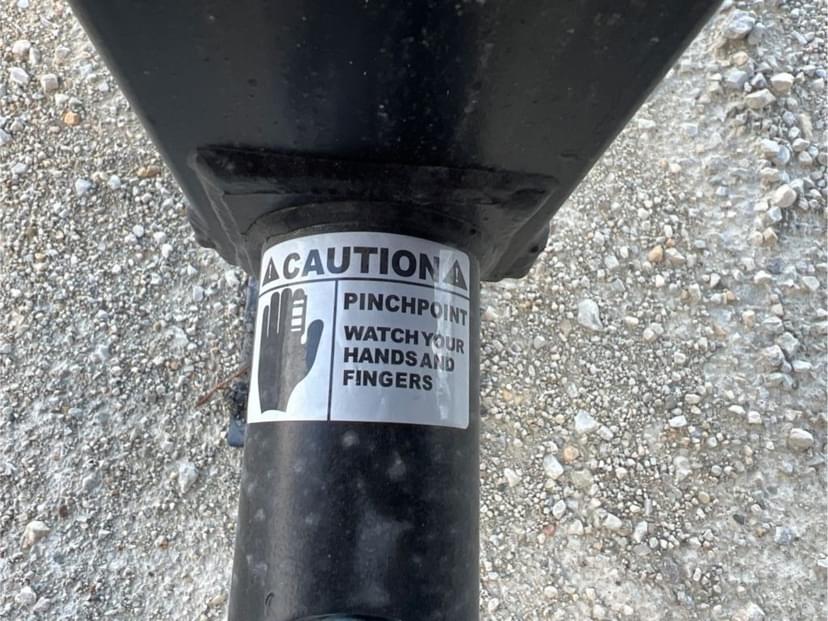 CAUTION
PINCHPOINT
WATCH YOUR
HANDS AND
FINGERS